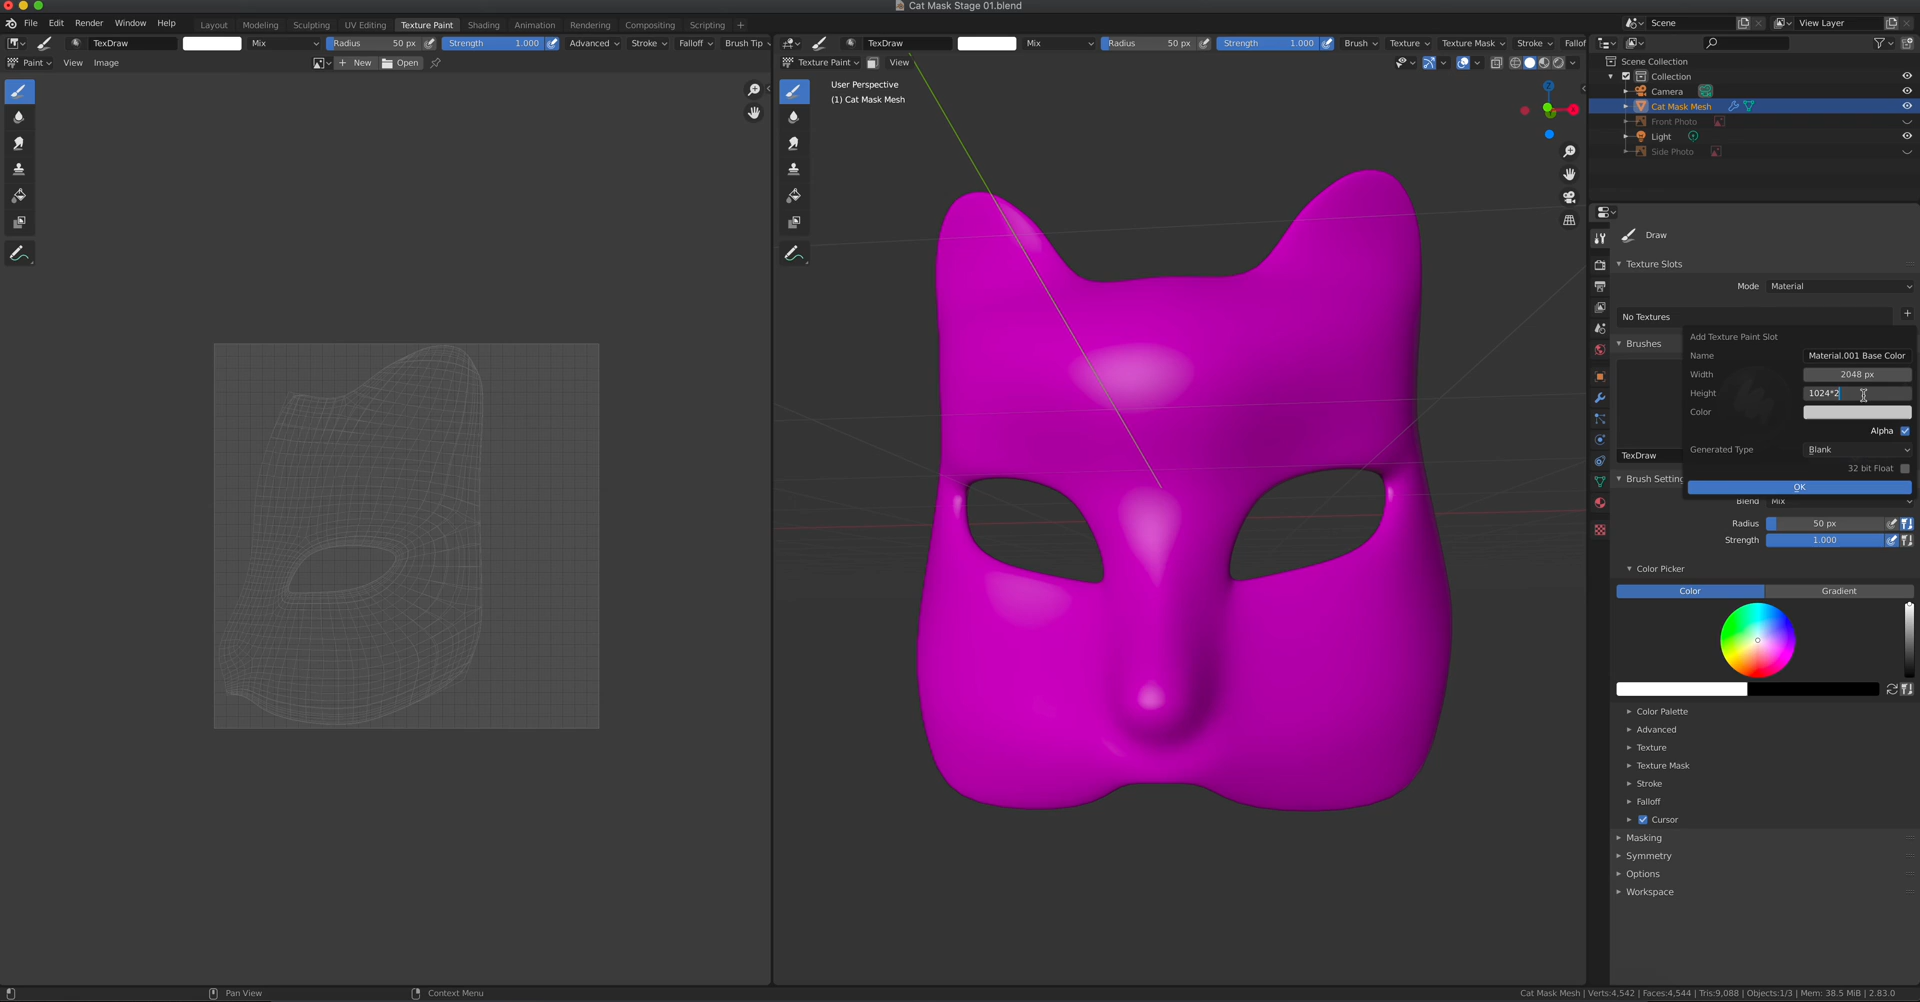 Cat Mask Stage 01.blend
File Edit Render Window Help
Layout Modeling Sculpting UV Editing Texture Paint Shading Animation Rendering Compositing Scripting +
Scene
View Layer
TexDraw Mix Radius 50 px Strength 1.000 Advanced Stroke Falloff Brush Tip
Paint View Image + New Open
TexDraw Mix Radius 50 px Strength 1.000 Brush Texture Texture Mask Stroke Fallof
Texture Paint View
User Perspective
(1) Cat Mask Mesh
Z
X
Scene Collection
Collection
Camera
Cat Mask Mesh
Front Photo
Light
Side Photo
Draw
Texture Slots
Mode Material
No Textures +
Brushes
Add Texture Paint Slot
Name Material.001 Base Color
Width 2048 px
Height 1024*2
Color
Alpha
Generated Type Blank
32 bit Float
OK
TexDraw
Brush Setting
Blend Mix
Radius 50 px
Strength 1.000
Color Picker
Color Gradient
Color Palette
Advanced
Texture
Texture Mask
Stroke
Falloff
Cursor
Masking
Symmetry
Options
Workspace
Pan View
Context Menu
Cat Mask Mesh | Verts:4,542 | Faces:4,544 | Tris:9,088 | Objects:1/3 | Mem: 38.5 MiB | 2.83.0